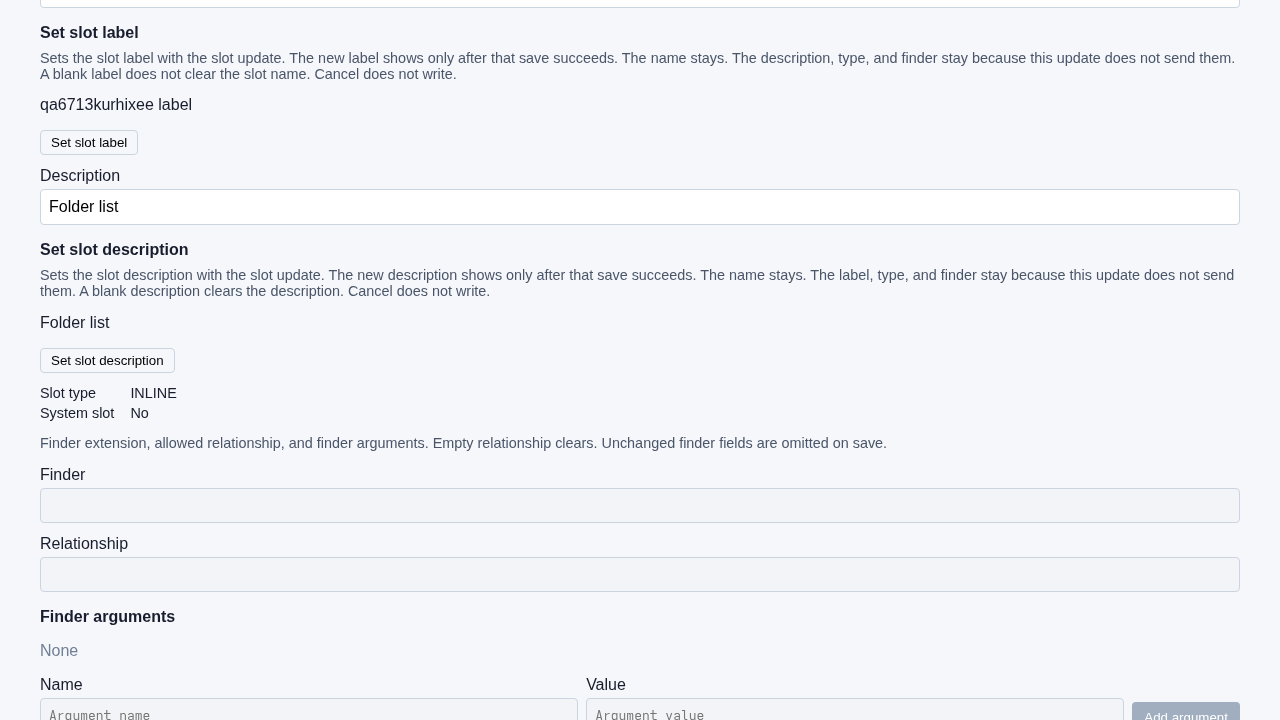 Set slot label
Sets the slot label with the slot update. The new label shows only after that save succeeds. The name stays. The description, type, and finder stay because this update does not send them.
A blank label does not clear the slot name. Cancel does not write.
qa6713kurhixee label
Set slot label
Description
Folder list
Set slot description
Sets the slot description with the slot update. The new description shows only after that save succeeds. The name stays. The label, type, and finder stay because this update does not send
them. A blank description clears the description. Cancel does not write.
Folder list
Set slot description
Slot type INLINE
System slot No
Finder extension, allowed relationship, and finder arguments. Empty relationship clears. Unchanged finder fields are omitted on save.
Finder
Relationship
Finder arguments
None
Name Value
Argument name Argument value Add argument